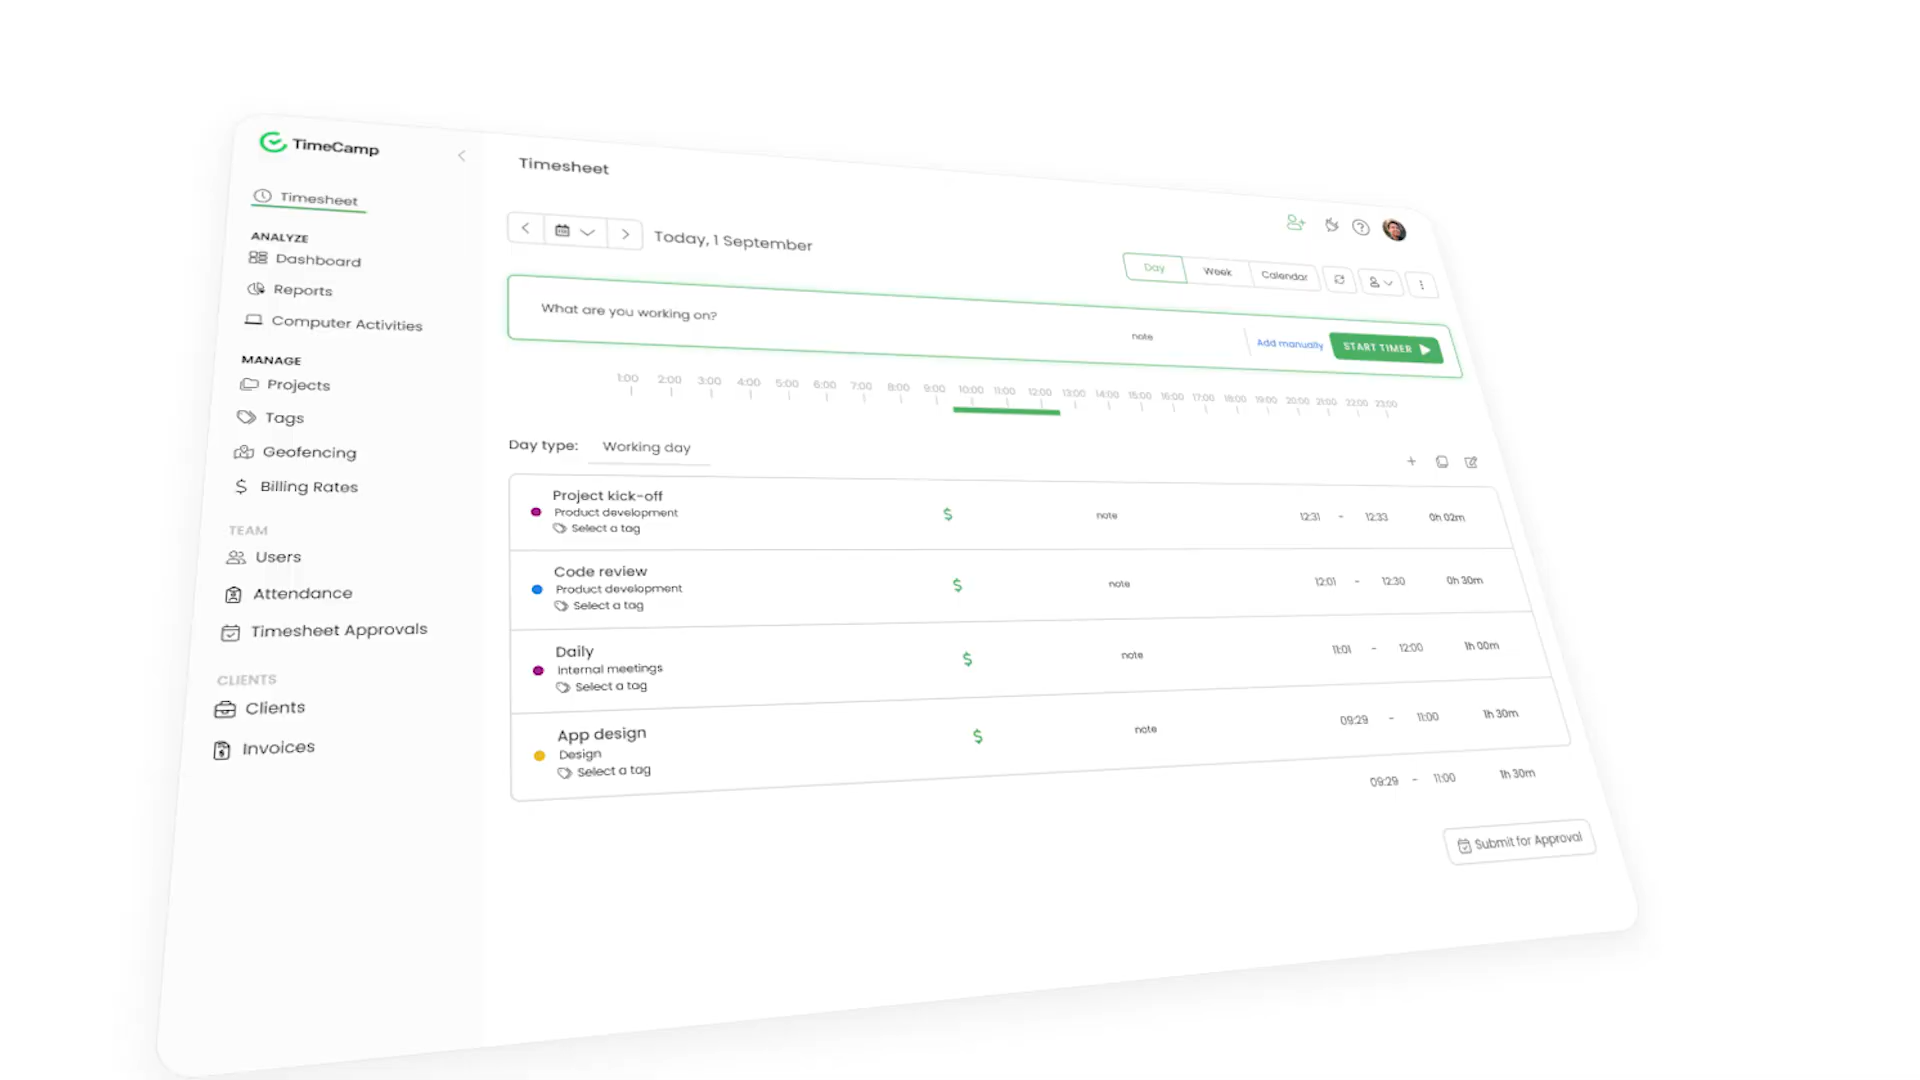 TimeCamp
Timesheet
ANALYZE
Dashboard
Reports
Computer Activities
MANAGE
Projects
Tags
Geofencing
Billing Rates
TEAM
Users
Attendance
Timesheet Approvals
CLIENTS
Clients
Invoices
Timesheet
Today, 1 September
Day Week Calendar
What are you working on? note Add manually START TIMER
1:00 2:00 3:00 4:00 5:00 6:00 7:00 8:00 9:00 10:00 11:00 12:00 13:00 14:00 15:00 16:00 17:00 18:00 19:00 20:00 21:00 22:00 23:00
Day type: Working day
Project kick-off
Product development $ note 12:31 - 12:33 0h 02m
Select a tag
Code review
Product development $ note 12:01 - 12:30 0h 30m
Select a tag
Daily
Internal meetings $ note 11:01 - 12:00 1h 00m
Select a tag
App design
Design $ note 09:29 - 11:00 1h 30m
Select a tag
09:29 - 11:00 1h 30m
Submit for Approval